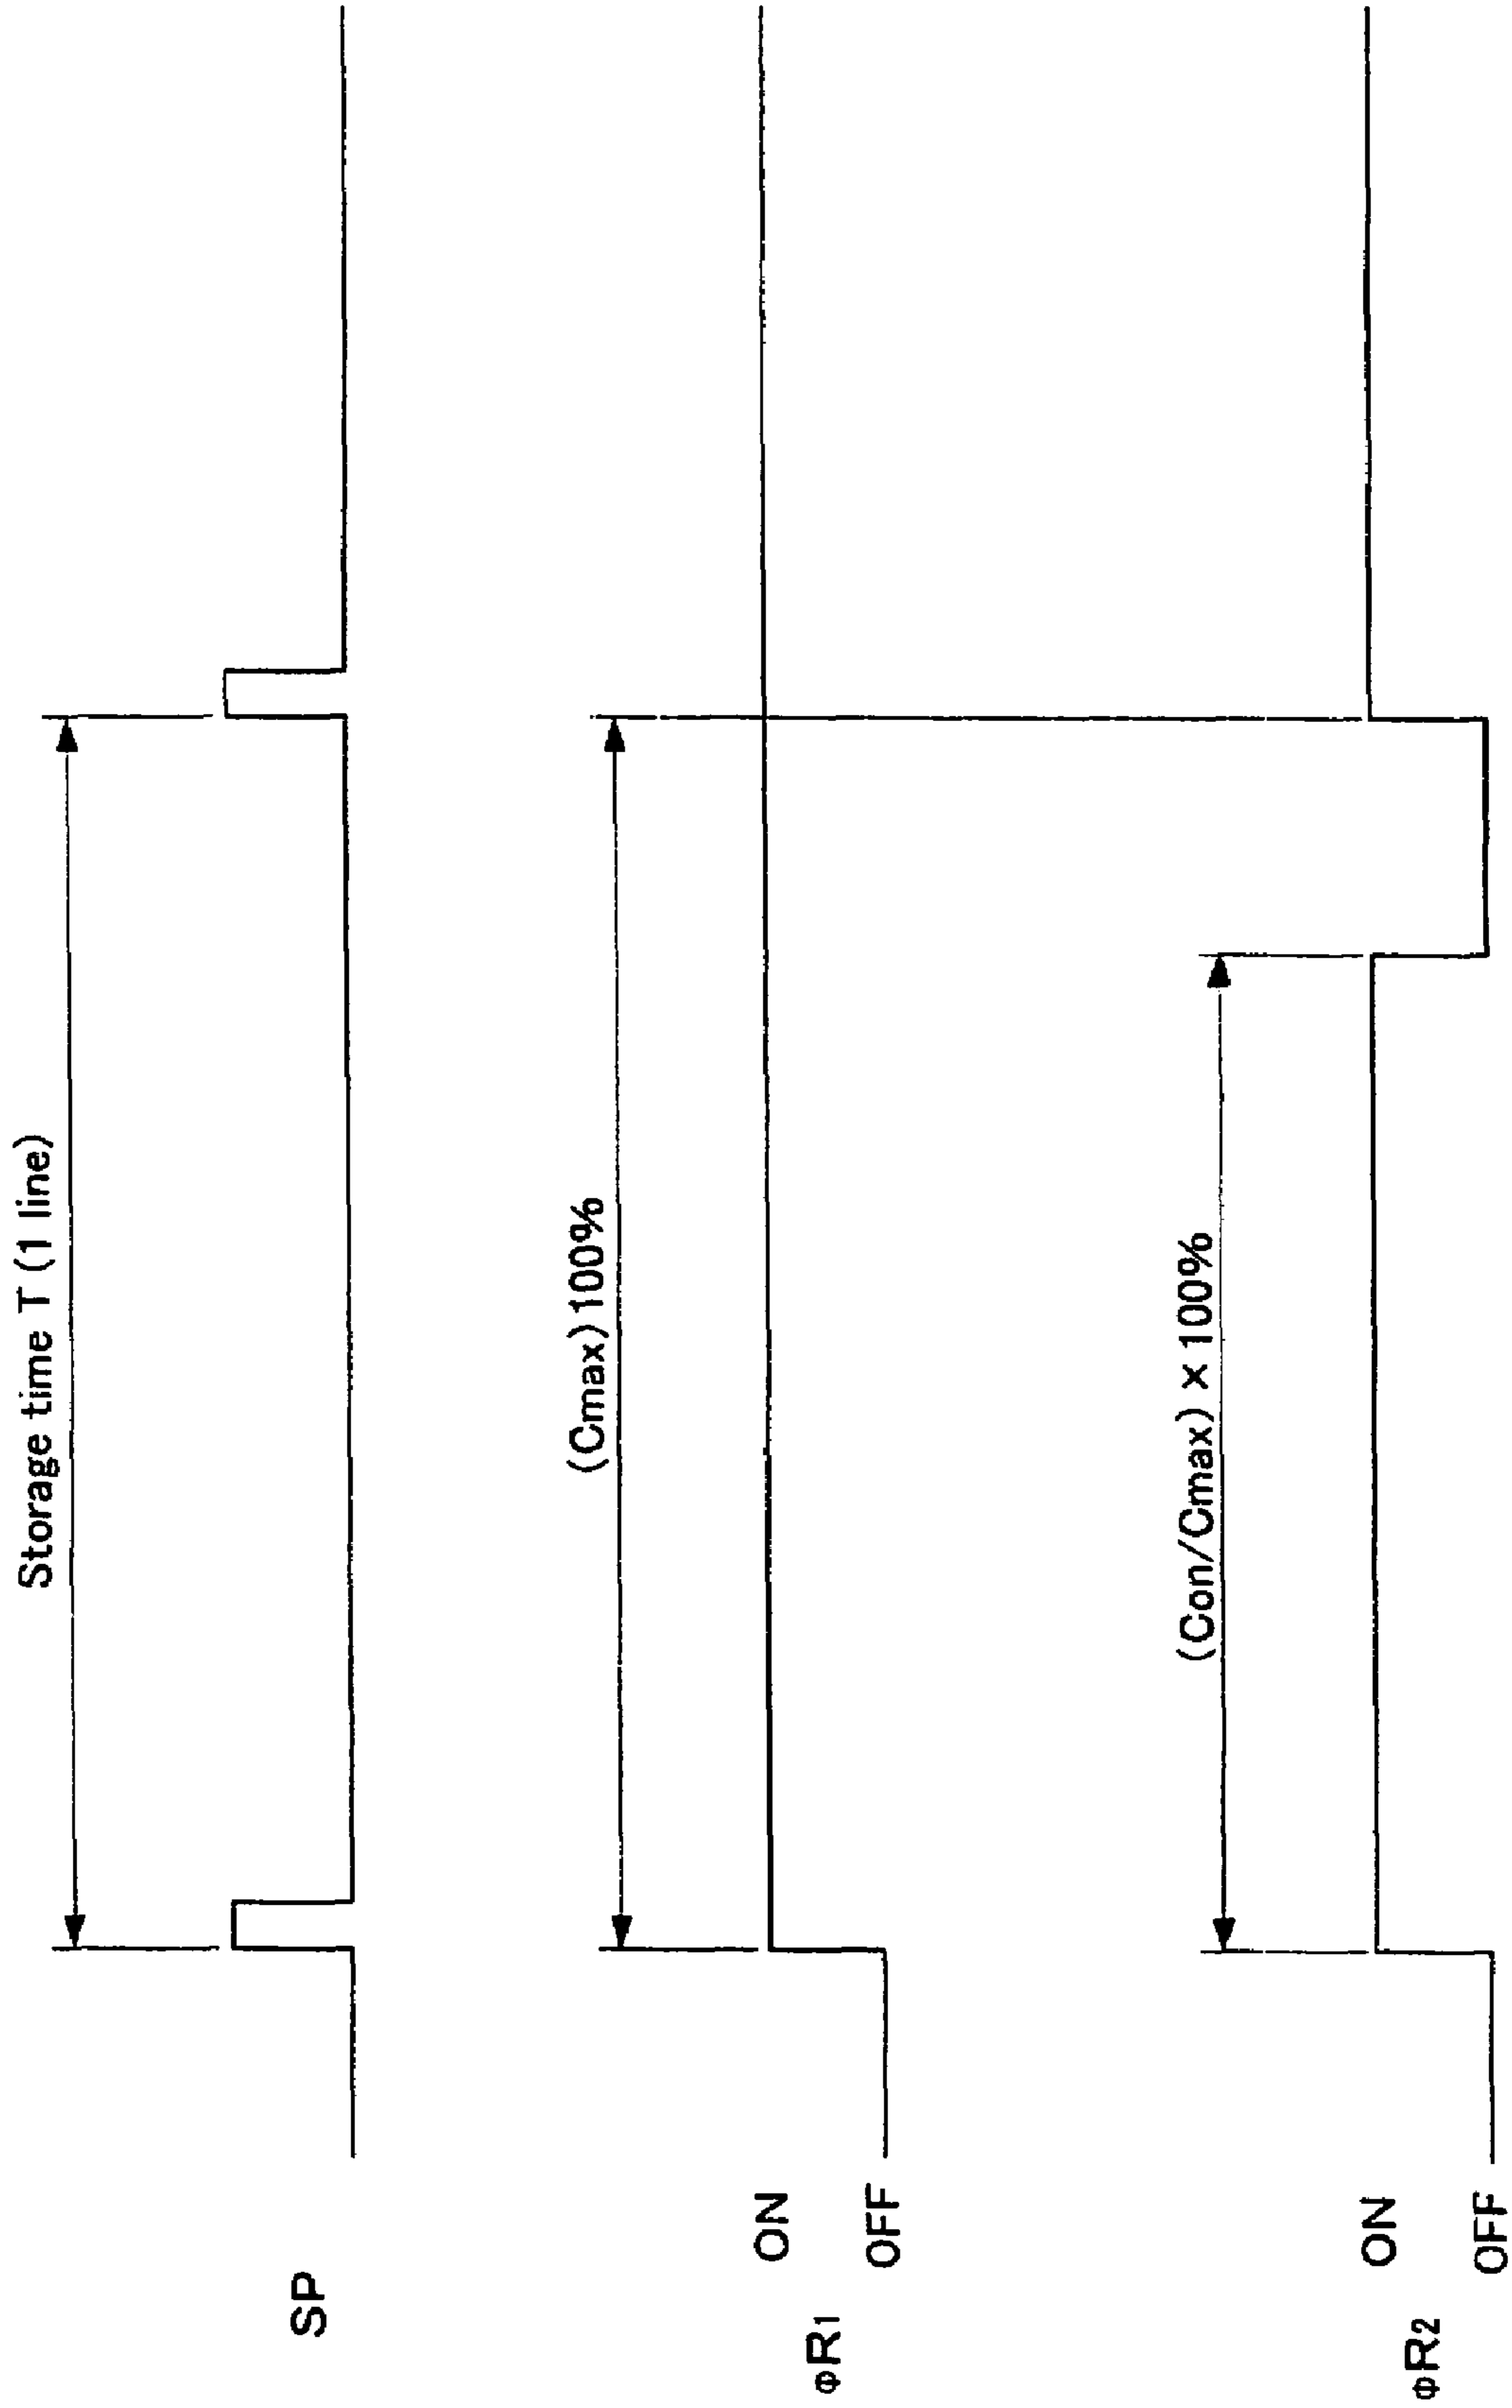 Storage time T (1 line)
SP
(Cmax) 100%
ON
OFF
φR1
(Con/Cmax) x 100%
ON
OFF
φR2